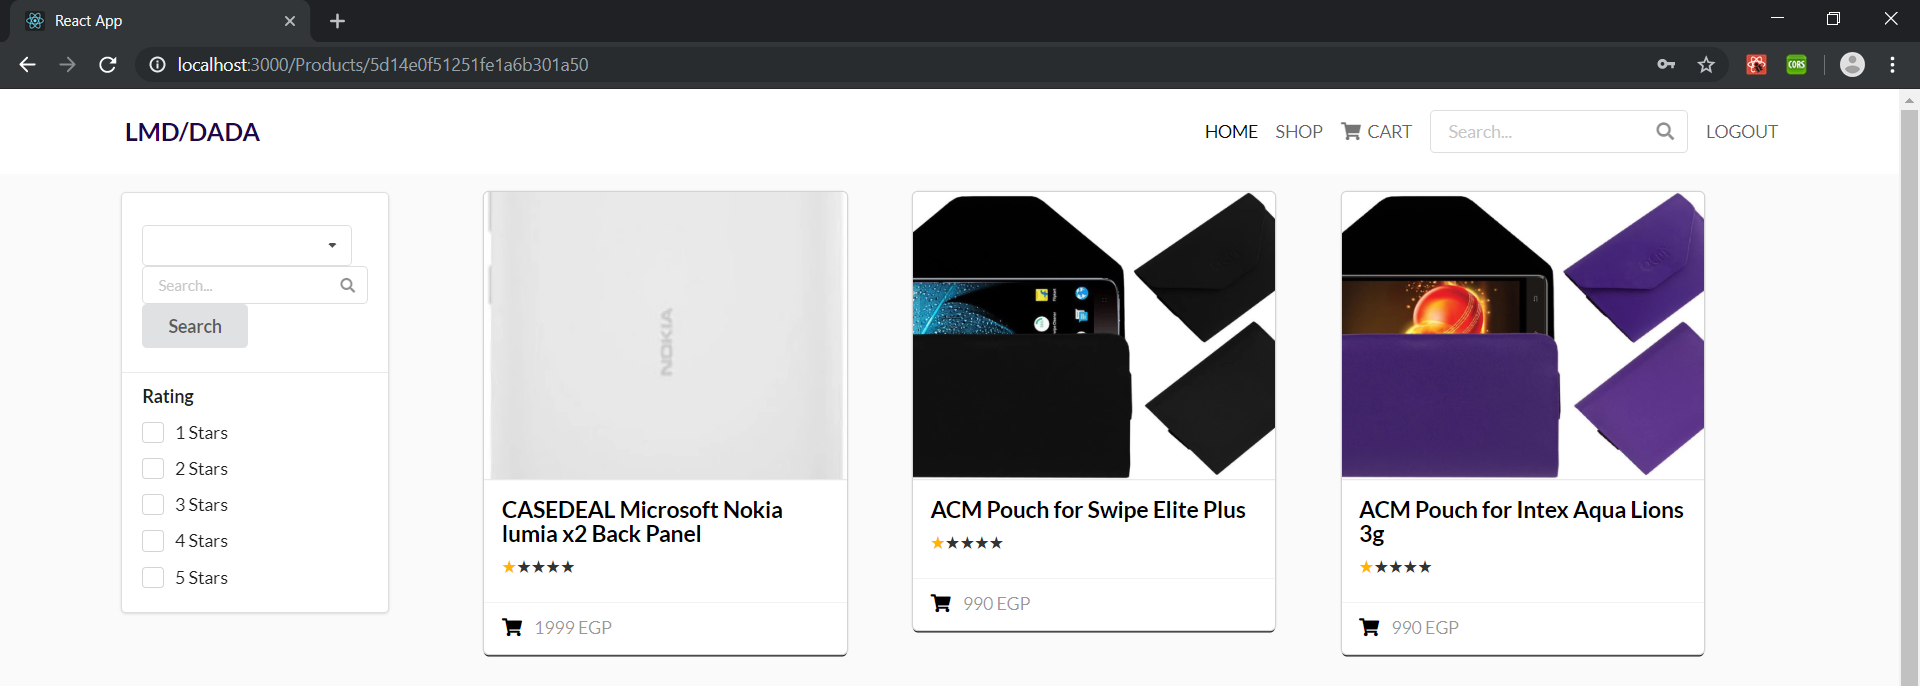 React App
localhost:3000/Products/5d14e0f51251fe1a6b301a50
CORS
LMD/DADA
HOME SHOP CART Search... LOGOUT
Search...
Search
Rating
1 Stars
2 Stars
3 Stars
4 Stars
5 Stars
NOKIA
CASEDEAL Microsoft Nokia
lumia x2 Back Panel
1999 EGP
ACM Pouch for Swipe Elite Plus
990 EGP
ACM Pouch for Intex Aqua Lions
3g
990 EGP